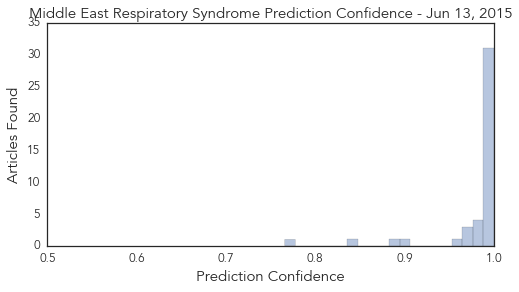 Middle East Respiratory Syndrome Prediction Confidence - Jun 13, 2015
35
30
25
20
15
10
5
0
Articles Found
0.5 0.6 0.7 0.8 0.9 1.0
Prediction Confidence